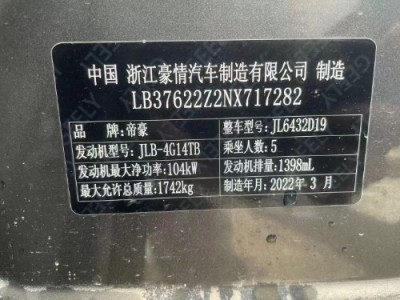 中国 浙江豪情汽车制造有限公司 制造
LB37622Z2NX717282
品 牌:帝豪 整车型号:JL6432D19
发动机型号:JLB-4G14TB 乘坐人数:5
发动机最大净功率:104kW 发动机排量:1398mL
最大允许总质量:1742kg 制造年月:2022年 3 月
GEELY